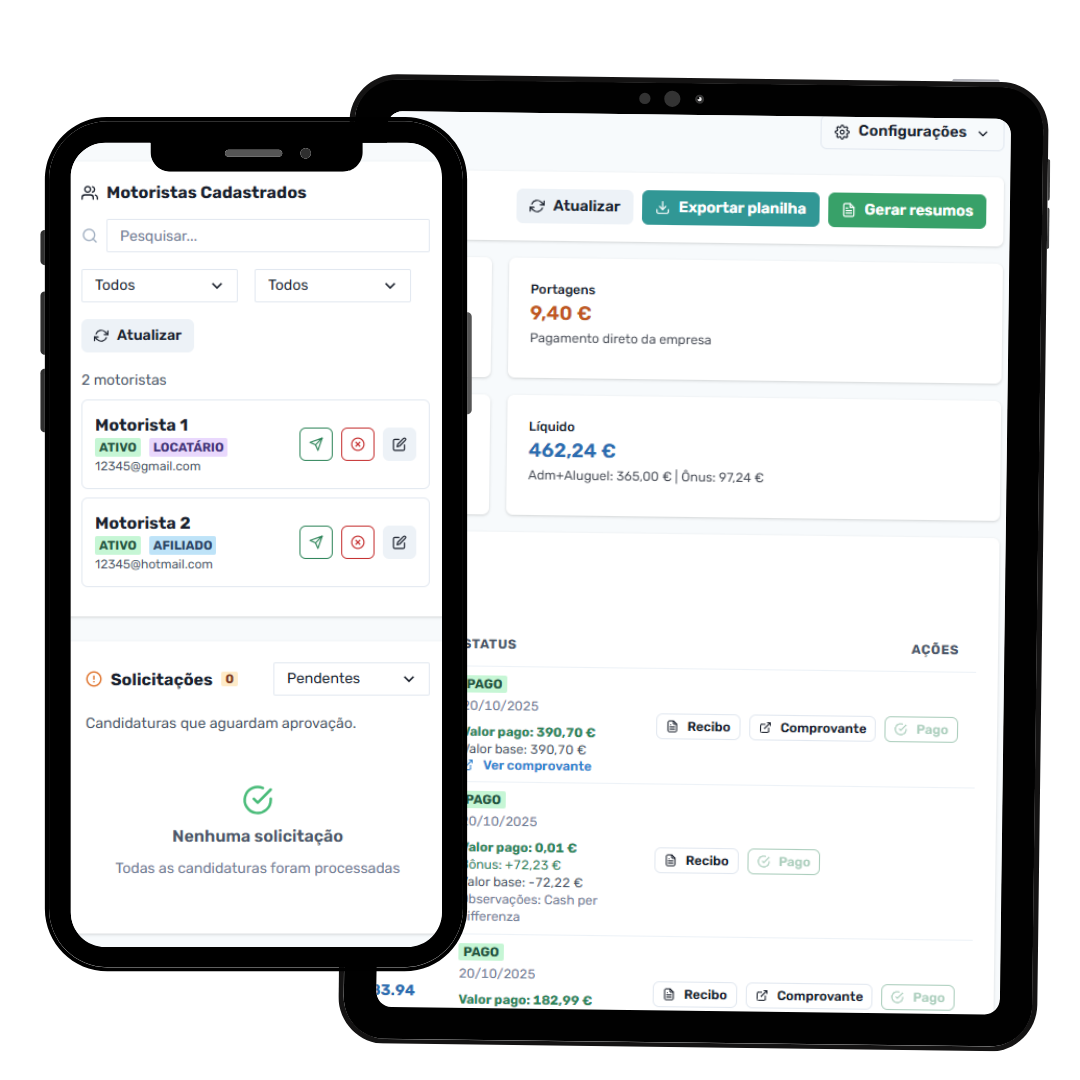 Motoristas Cadastrados
Pesquisar...
Todos
Todos
Atualizar
2 motoristas
Motorista 1
ATIVO LOCATÁRIO
12345@gmail.com
Motorista 2
ATIVO AFILIADO
12345@hotmail.com
Solicitações 0
Pendentes
Candidaturas que aguardam aprovação.
Nenhuma solicitação
Todas as candidaturas foram processadas
Configurações
Atualizar
Exportar planilha
Gerar resumos
Portagens
9,40 €
Pagamento direto da empresa
Líquido
462,24 €
Adm+Aluguel: 365,00 € | Ônus: 97,24 €
STATUS
AÇÕES
PAGO
20/10/2025
Valor pago: 390,70 €
Valor base: 390,70 €
Ver comprovante
Recibo
Comprovante
Pago
PAGO
20/10/2025
Valor pago: 0,01 €
Bônus: +72,23 €
Valor base: -72,22 €
Observações: Cash per
differenza
Recibo
Pago
83.94
PAGO
20/10/2025
Valor pago: 182,99 €
Recibo
Comprovante
Pago